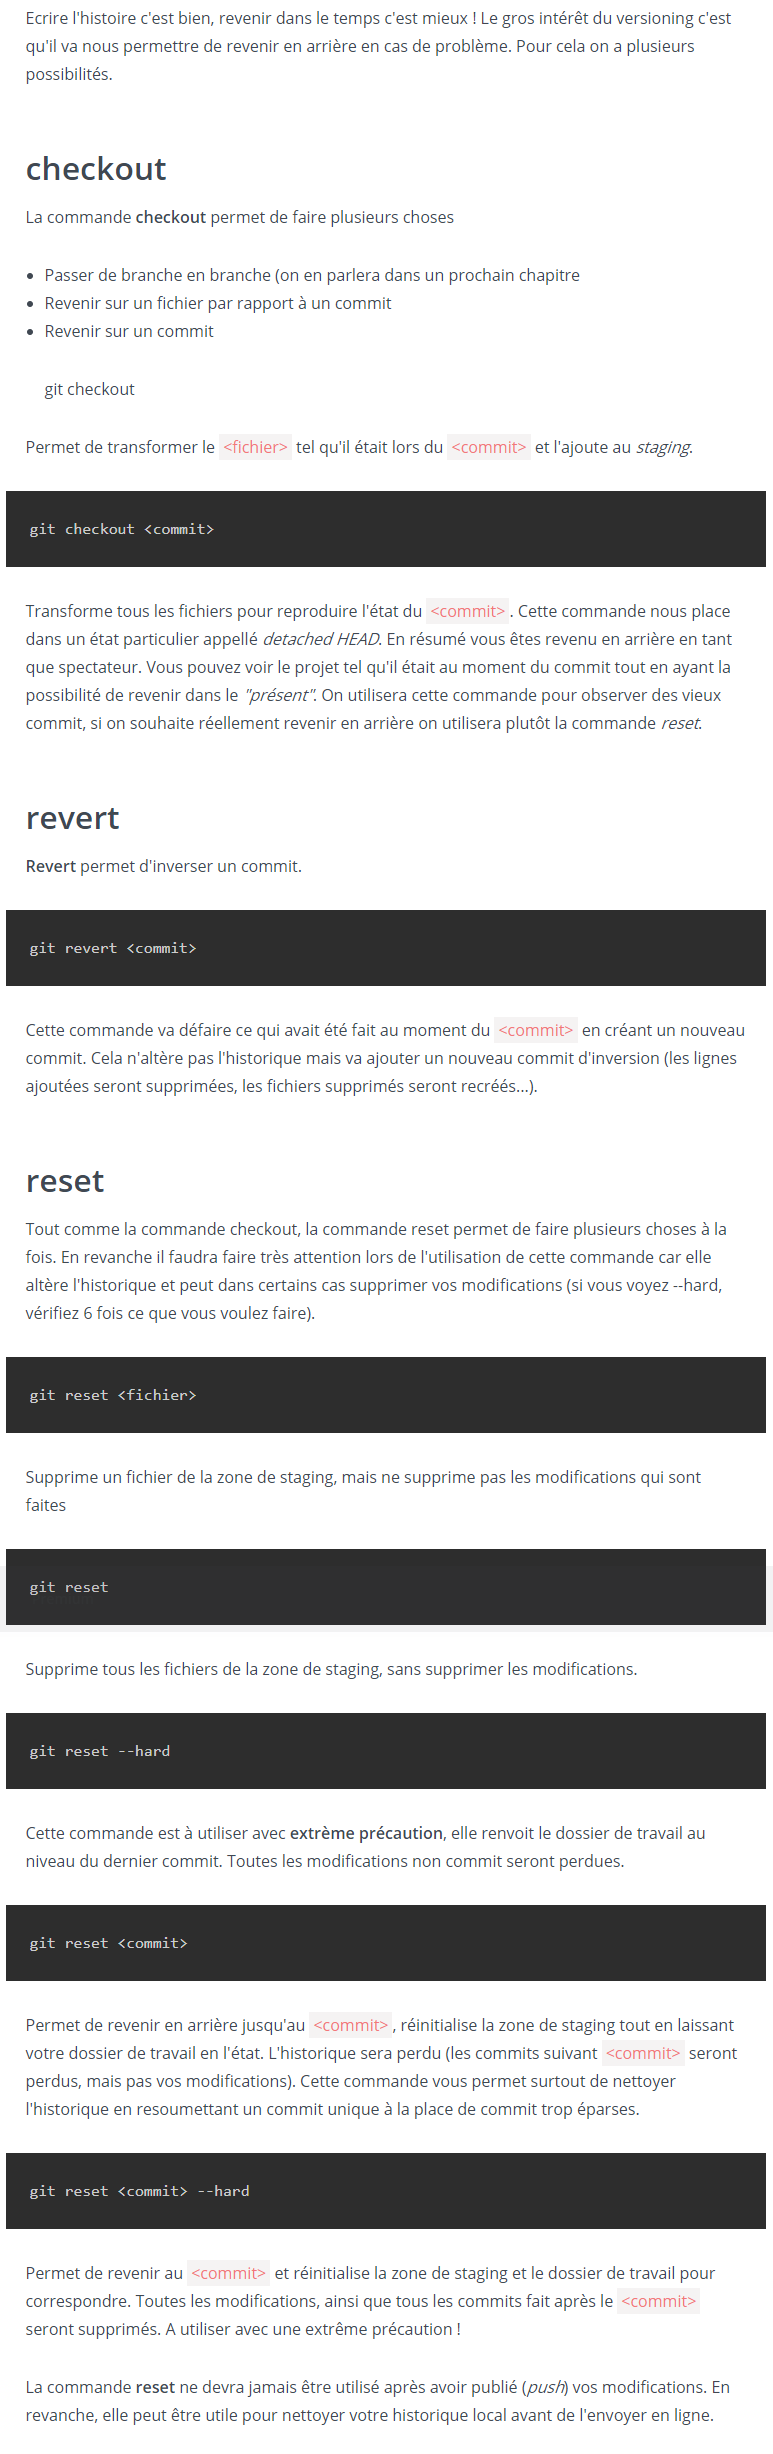 Ecrire l'histoire c'est bien, revenir dans le temps c'est mieux ! Le gros intérêt du versioning c'est
qu'il va nous permettre de revenir en arrière en cas de problème. Pour cela on a plusieurs
possibilités.
checkout
La commande checkout permet de faire plusieurs choses
• Passer de branche en branche (on en parlera dans un prochain chapitre
• Revenir sur un fichier par rapport à un commit
• Revenir sur un commit
git checkout
Permet de transformer le <fichier> tel qu'il était lors du <commit> et l'ajoute au staging.
git checkout <commit>
Transforme tous les fichiers pour reproduire l'état du <commit>. Cette commande nous place
dans un état particulier appellé detached HEAD. En résumé vous êtes revenu en arrière en tant
que spectateur. Vous pouvez voir le projet tel qu'il était au moment du commit tout en ayant la
possibilité de revenir dans le "présent". On utilisera cette commande pour observer des vieux
commit, si on souhaite réellement revenir en arrière on utilisera plutôt la commande reset.
revert
Revert permet d'inverser un commit.
git revert <commit>
Cette commande va défaire ce qui avait été fait au moment du <commit> en créant un nouveau
commit. Cela n'altère pas l'historique mais va ajouter un nouveau commit d'inversion (les lignes
ajoutées seront supprimées, les fichiers supprimés seront recréés...).
reset
Tout comme la commande checkout, la commande reset permet de faire plusieurs choses à la
fois. En revanche il faudra faire très attention lors de l'utilisation de cette commande car elle
altère l'historique et peut dans certains cas supprimer vos modifications (si vous voyez --hard,
vérifiez 6 fois ce que vous voulez faire).
git reset <fichier>
Supprime un fichier de la zone de staging, mais ne supprime pas les modifications qui sont
faites
git reset
Supprime tous les fichiers de la zone de staging, sans supprimer les modifications.
git reset --hard
Cette commande est à utiliser avec extrème précaution, elle renvoit le dossier de travail au
niveau du dernier commit. Toutes les modifications non commit seront perdues.
git reset <commit>
Permet de revenir en arrière jusqu'au <commit>, réinitialise la zone de staging tout en laissant
votre dossier de travail en l'état. L'historique sera perdu (les commits suivant <commit> seront
perdus, mais pas vos modifications). Cette commande vous permet surtout de nettoyer
l'historique en resoumettant un commit unique à la place de commit trop éparses.
git reset <commit> --hard
Permet de revenir au <commit> et réinitialise la zone de staging et le dossier de travail pour
correspondre. Toutes les modifications, ainsi que tous les commits fait après le <commit>
seront supprimés. A utiliser avec une extrême précaution !
La commande reset ne devra jamais être utilisé après avoir publié (push) vos modifications. En
revanche, elle peut être utile pour nettoyer votre historique local avant de l'envoyer en ligne.